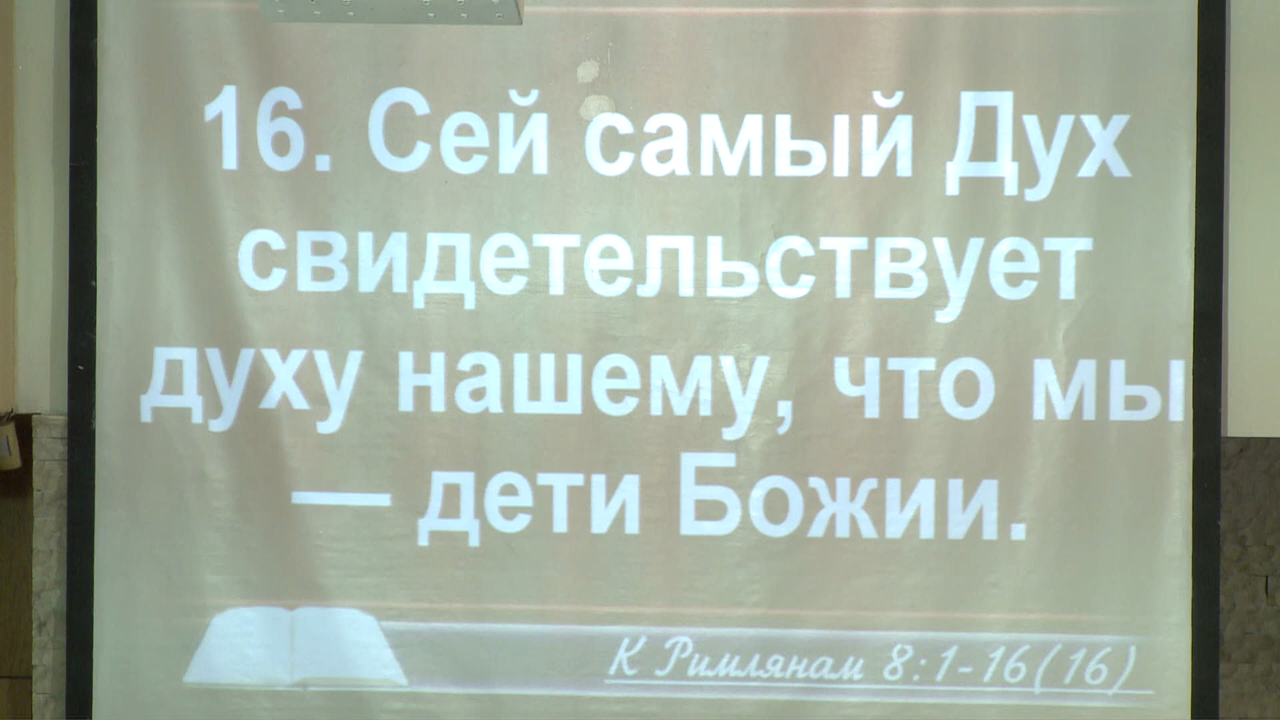 16. Сей самый Дух
свидетельствует
духу нашему, что мы
— дети Божии.
К Римлянам 8:1-16(16)